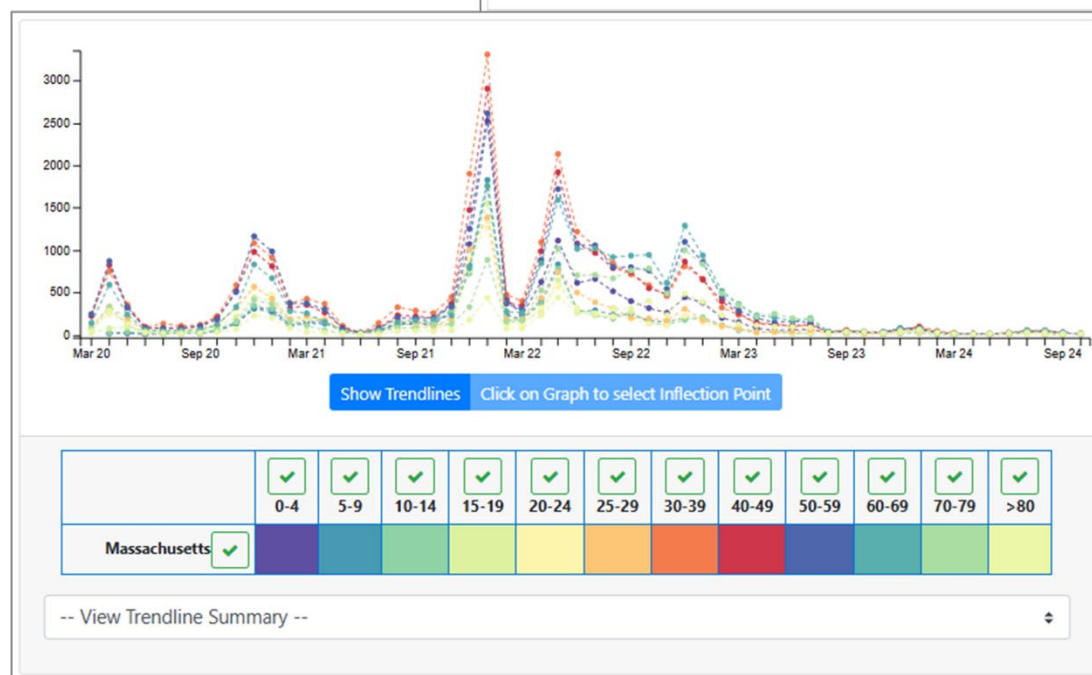 3000
2500
2000
1500
1000
500
0
Mar 20 Sep 20 Mar 21 Sep 21 Mar 22 Sep 22 Mar 23 Sep 23 Mar 24 Sep 24
Show Trendlines Click on Graph to select Inflection Point
0-4 5-9 10-14 15-19 20-24 25-29 30-39 40-49 50-59 60-69 70-79 >80
Massachusetts
-- View Trendline Summary --